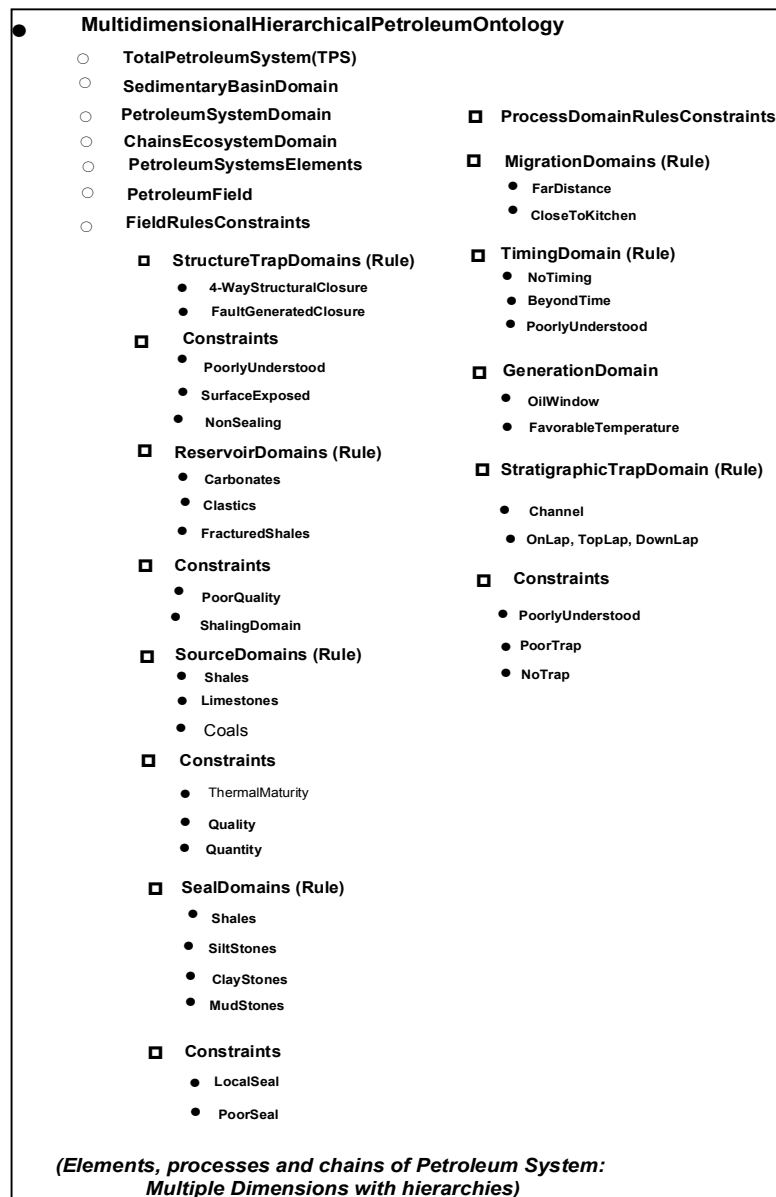 MultidimensionalHierarchicalPetroleumOntology
TotalPetroleumSystem(TPS)
SedimentaryBasinDomain
PetroleumSystemDomain
ChainsEcosystemDomain
PetroleumSystemsElements
PetroleumField
FieldRulesConstraints
StructureTrapDomains (Rule)
4-WayStructuralClosure
FaultGeneratedClosure
Constraints
PoorlyUnderstood
SurfaceExposed
NonSealing
ReservoirDomains (Rule)
Carbonates
Clastics
FracturedShales
Constraints
PoorQuality
ShalingDomain
SourceDomains (Rule)
Shales
Limestones
Coals
Constraints
ThermalMaturity
Quality
Quantity
SealDomains (Rule)
Shales
SiltStones
ClayStones
MudStones
Constraints
LocalSeal
PoorSeal
ProcessDomainRulesConstraints
MigrationDomains (Rule)
FarDistance
CloseToKitchen
TimingDomain (Rule)
NoTiming
BeyondTime
PoorlyUnderstood
GenerationDomain
OilWindow
FavorableTemperature
StratigraphicTrapDomain (Rule)
Channel
OnLap, TopLap, DownLap
Constraints
PoorlyUnderstood
PoorTrap
NoTrap
(Elements, processes and chains of Petroleum System:
Multiple Dimensions with hierarchies)